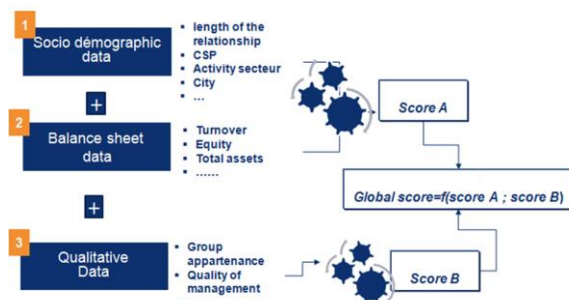 1
Socio démographic
data
• length of the
relationship
• CSP
• Activity secteur
• City
• ...
+
2
Balance sheet
data
• Turnover
• Equity
• Total assets
• ......
+
3
Qualitative
Data
• Group
appartenance
• Quality of
management
Score A
Global score=f(score A ; score B)
Score B